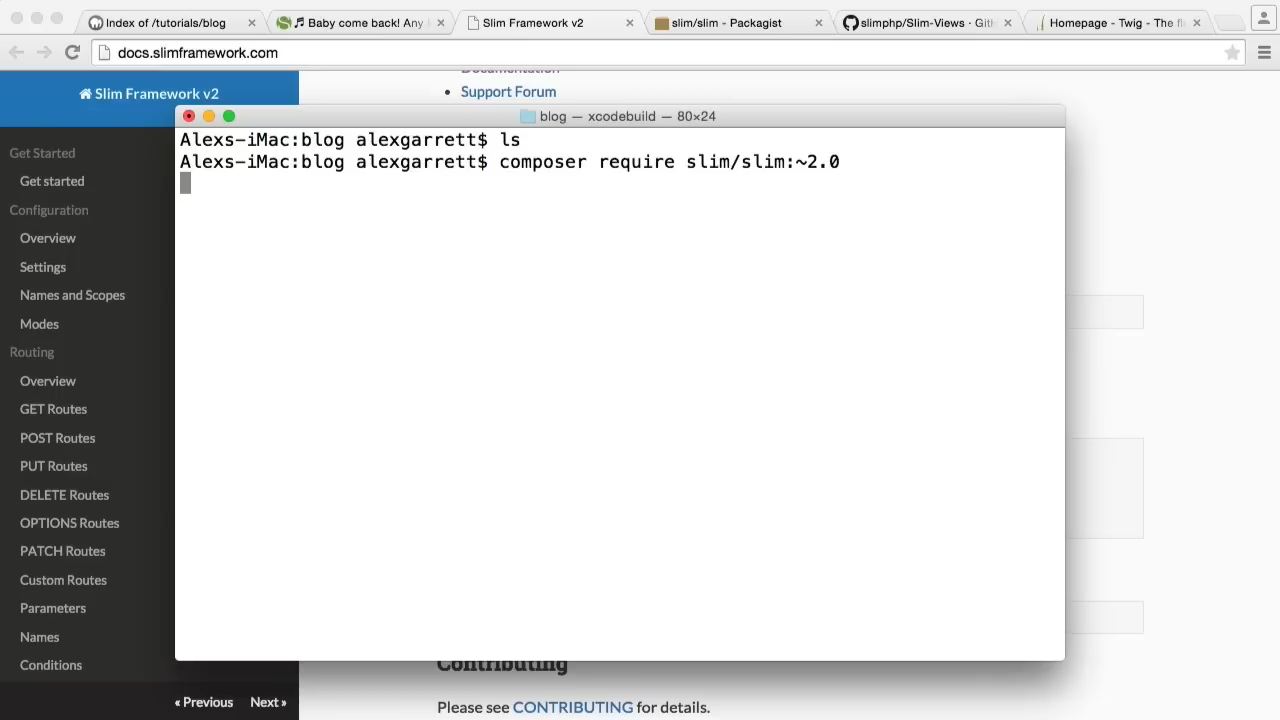 Index of /tutorials/blog
Baby come back! Any
Slim Framework v2
slim/slim - Packagist
slimphp/Slim-Views · Git
Homepage - Twig - The fl
docs.slimframework.com
Slim Framework v2
Documentation
Support Forum
blog — xcodebuild — 80×24
Alexs-iMac:blog alexgarrett$ ls
Alexs-iMac:blog alexgarrett$ composer require slim/slim:~2.0
Get Started
Get started
Configuration
Overview
Settings
Names and Scopes
Modes
Routing
Overview
GET Routes
POST Routes
PUT Routes
DELETE Routes
OPTIONS Routes
PATCH Routes
Custom Routes
Parameters
Names
Conditions
« Previous Next »
Contributing
Please see CONTRIBUTING for details.